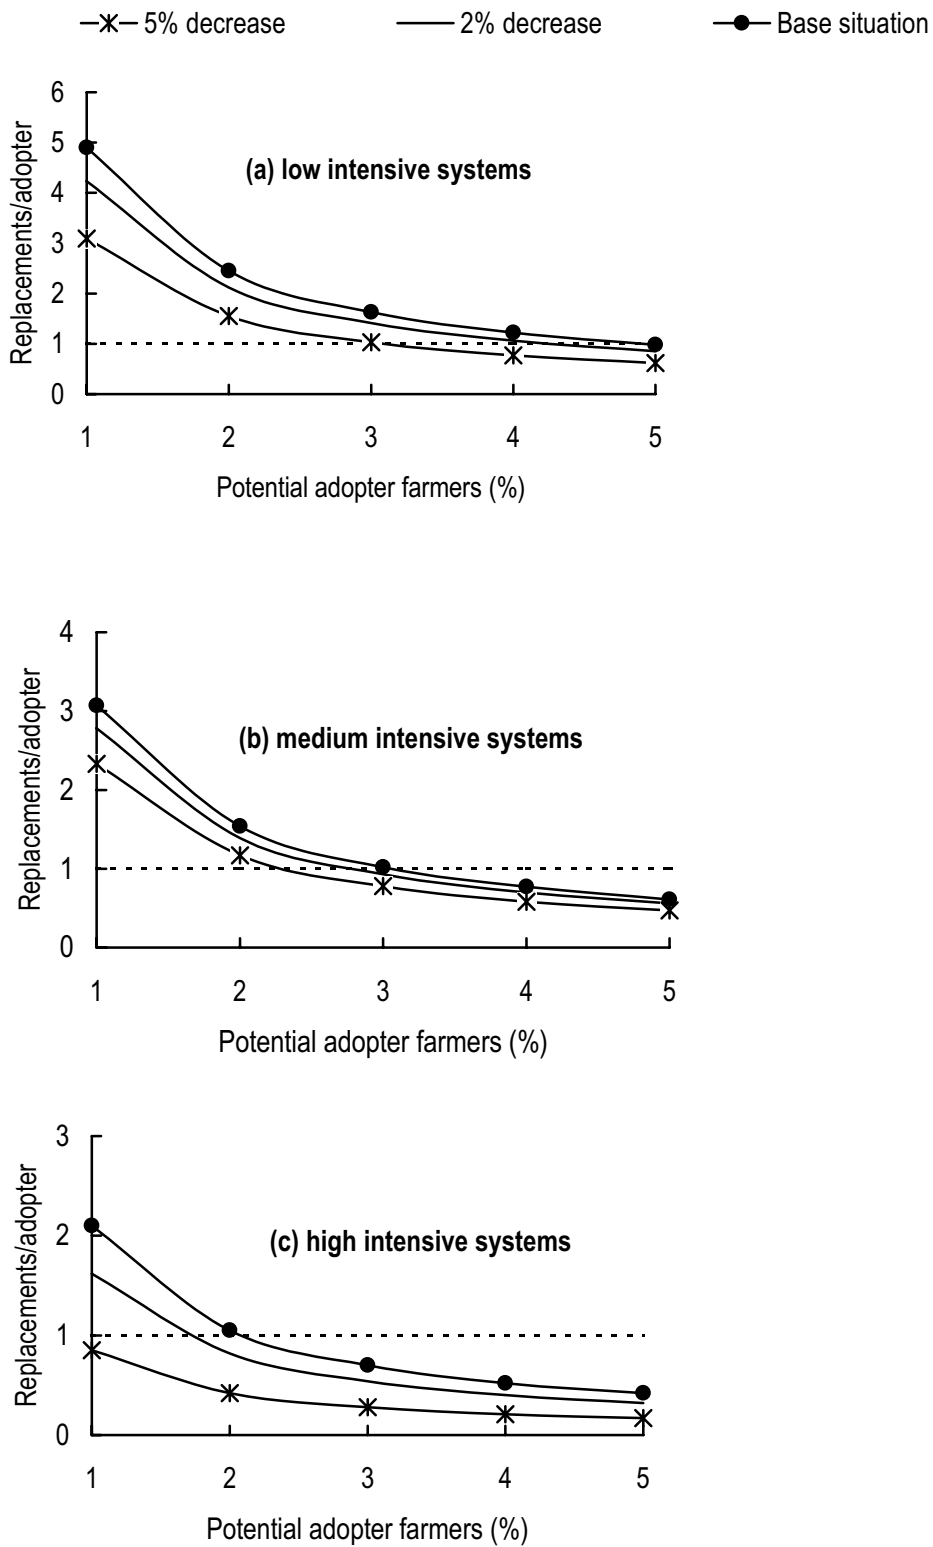 5% decrease 2% decrease Base situation
6
5
4
3
2
1
0
Replacements/adopter
(a) low intensive systems
1 2 3 4 5
Potential adopter farmers (%)
4
3
2
1
0
Replacements/adopter
(b) medium intensive systems
1 2 3 4 5
Potential adopter farmers (%)
3
2
1
0
Replacements/adopter
(c) high intensive systems
1 2 3 4 5
Potential adopter farmers (%)